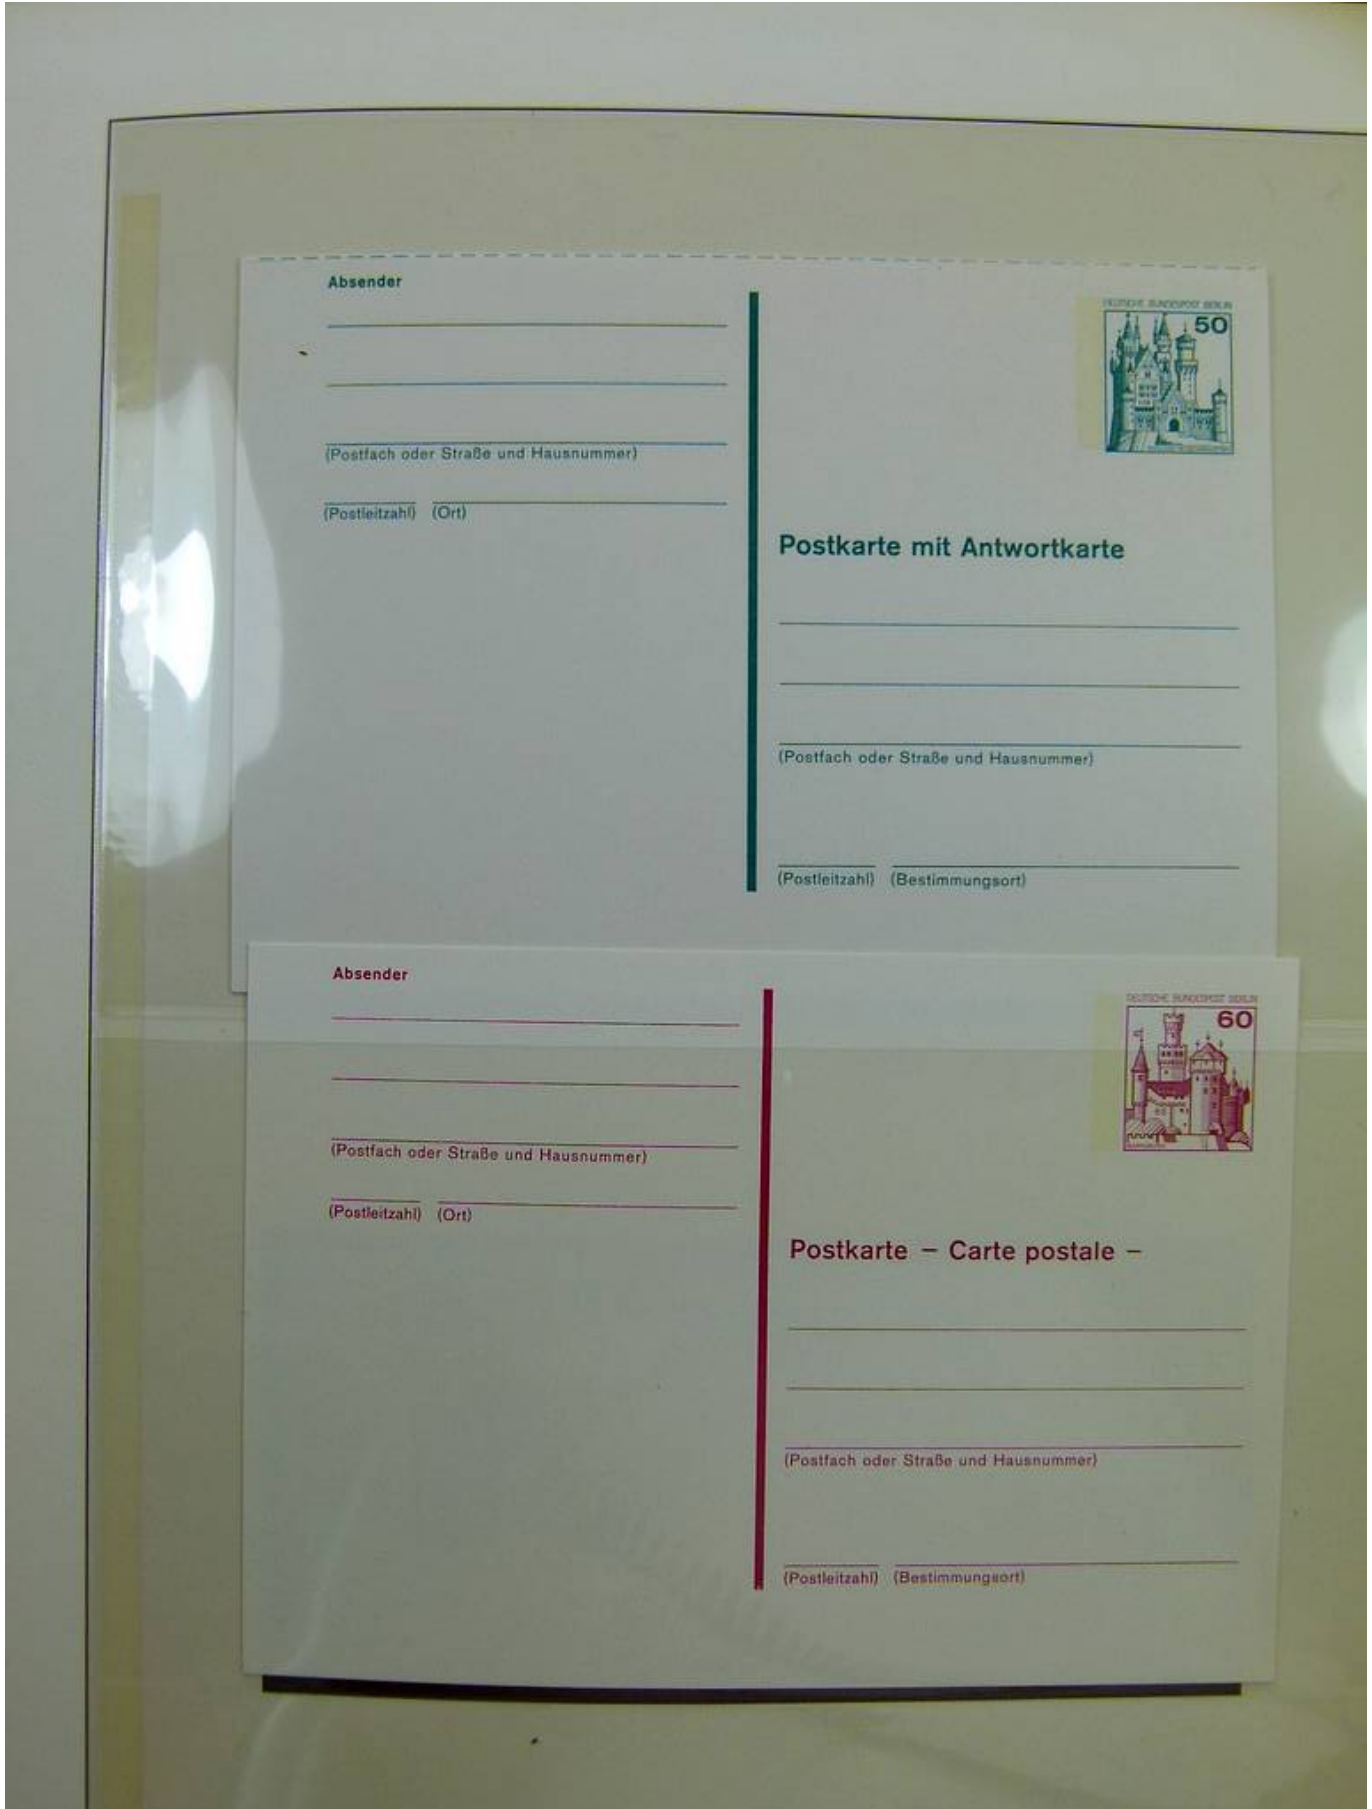 Absender
DEUTSCHE BUNDESPOST BERLIN
50
(Postfach oder Straße und Hausnummer)
(Postleitzahl) (Ort)
Postkarte mit Antwortkarte
(Postfach oder Straße und Hausnummer)
(Postleitzahl) (Bestimmungsort)
Absender
DEUTSCHE BUNDESPOST BERLIN
60
(Postfach oder Straße und Hausnummer)
(Postleitzahl) (Ort)
Postkarte – Carte postale –
(Postfach oder Straße und Hausnummer)
(Postleitzahl) (Bestimmungsort)